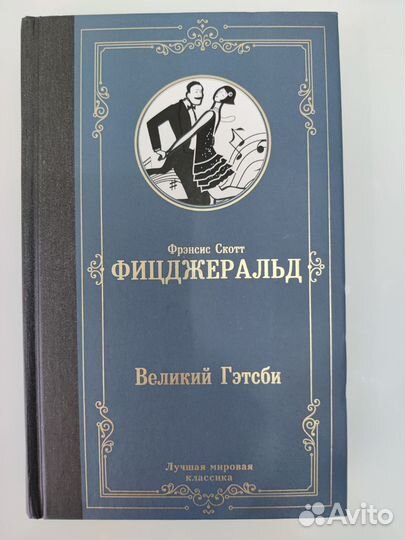 Фрэнсис Скотт
ФИЦДЖЕРАЛЬД
Великий Гэтсби
Лучшая мировая
классика
Avito